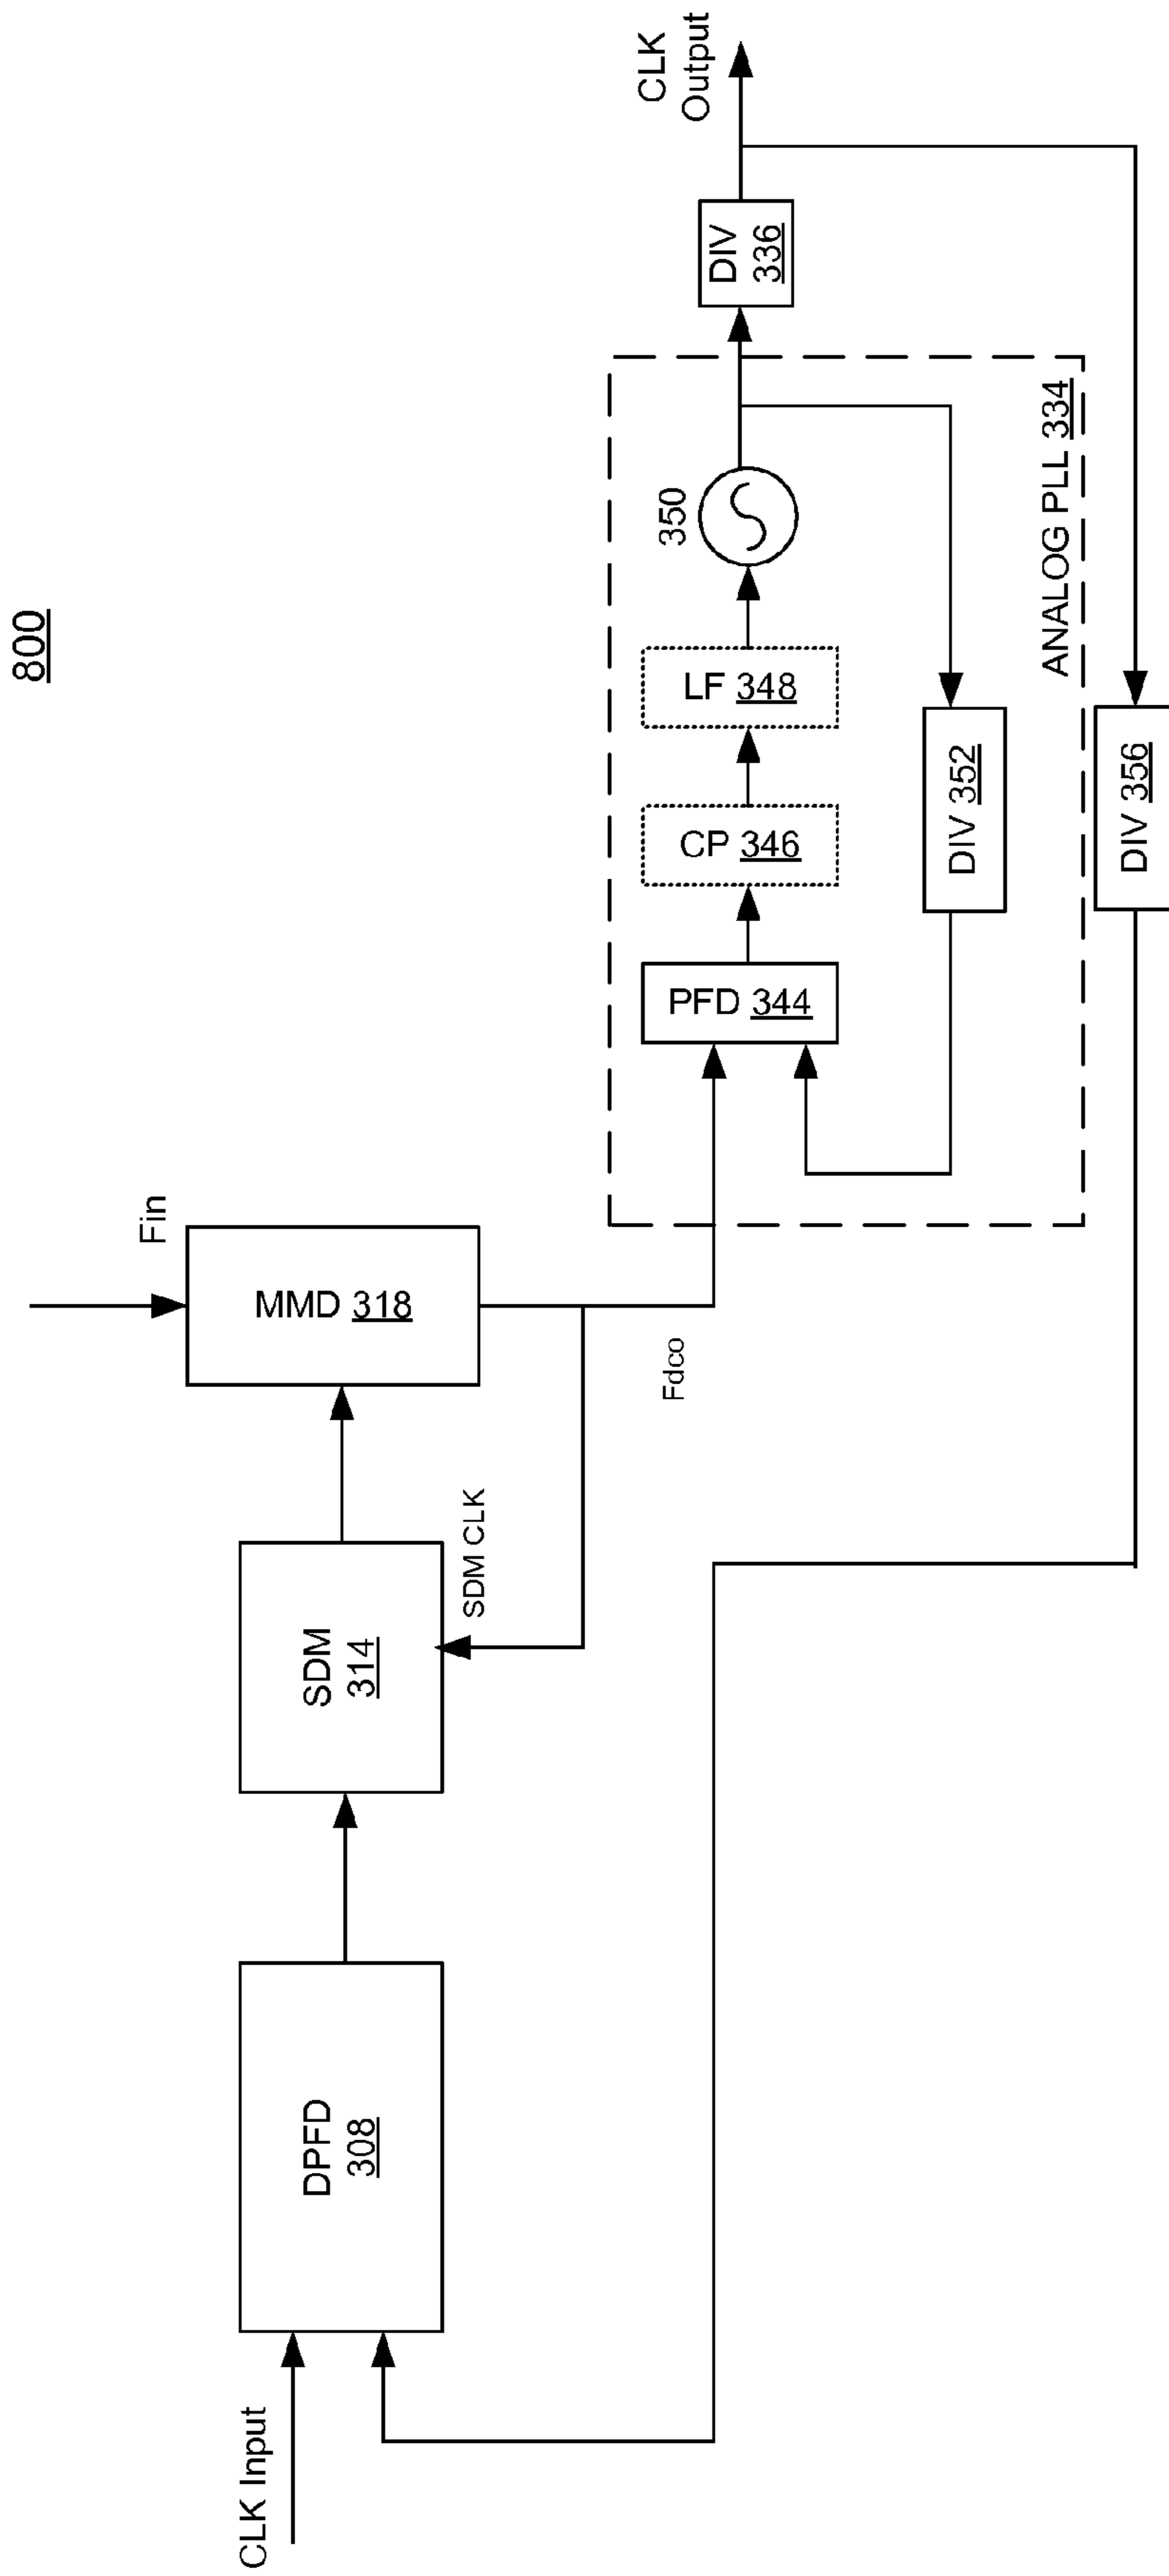 800
CLK Input
DPFD
308
SDM
314
SDM CLK
MMD 318
Fin
Fdco
PFD 344
CP 346
LF 348
350
DIV 352
ANALOG PLL 334
DIV
336
CLK
Output
DIV 356